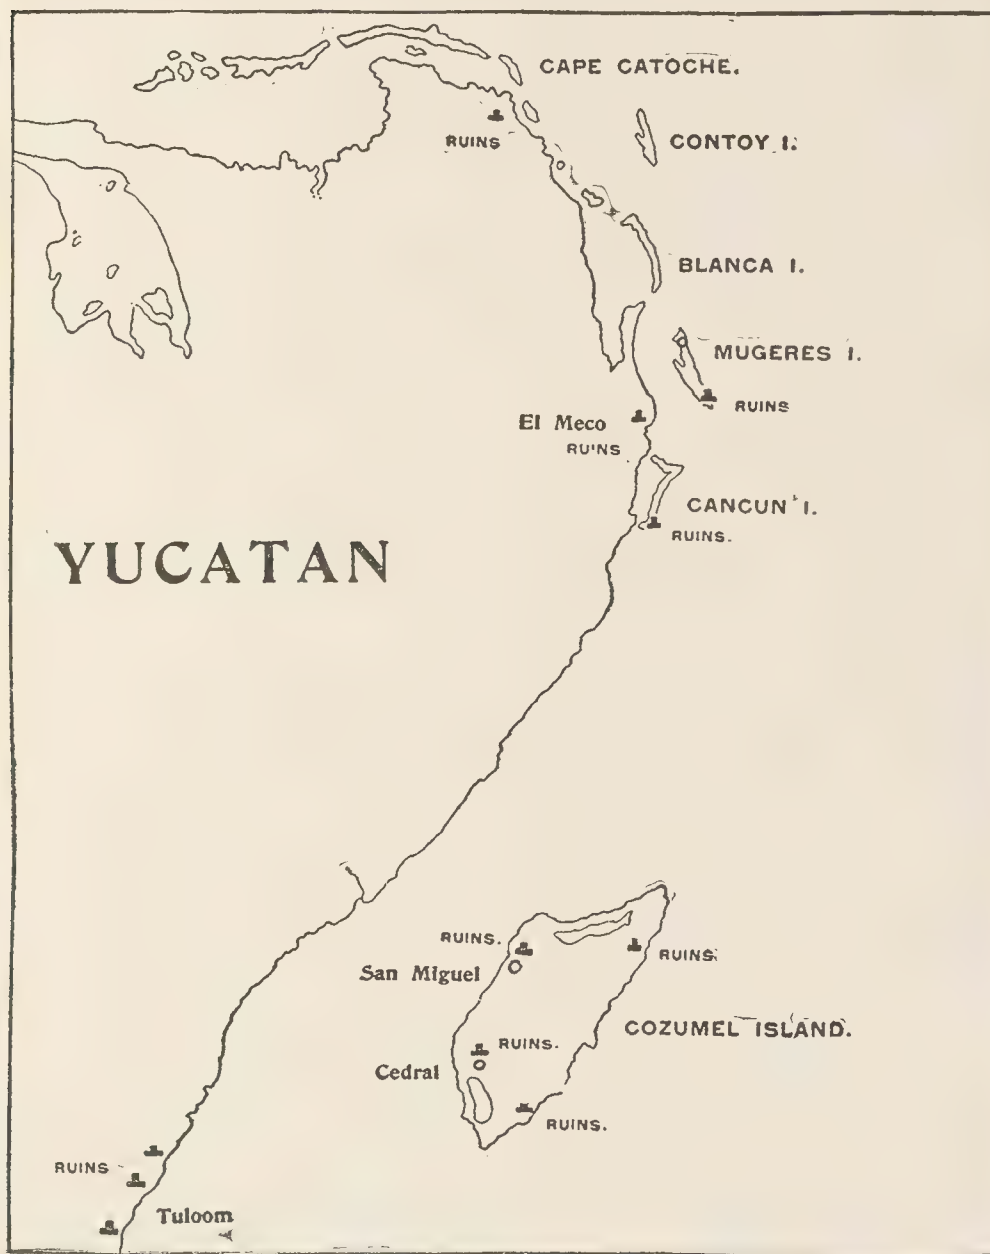 CAPE CATOCHE.
RUINS
CONTOY I.
BLANCA I.
MUGERES I.
RUINS
El Meco
RUINS
CANCUN I.
RUINS.
YUCATAN
RUINS.
RUINS.
San Miguel
COZUMEL ISLAND.
RUINS.
Cedral
RUINS.
RUINS
Tuloom